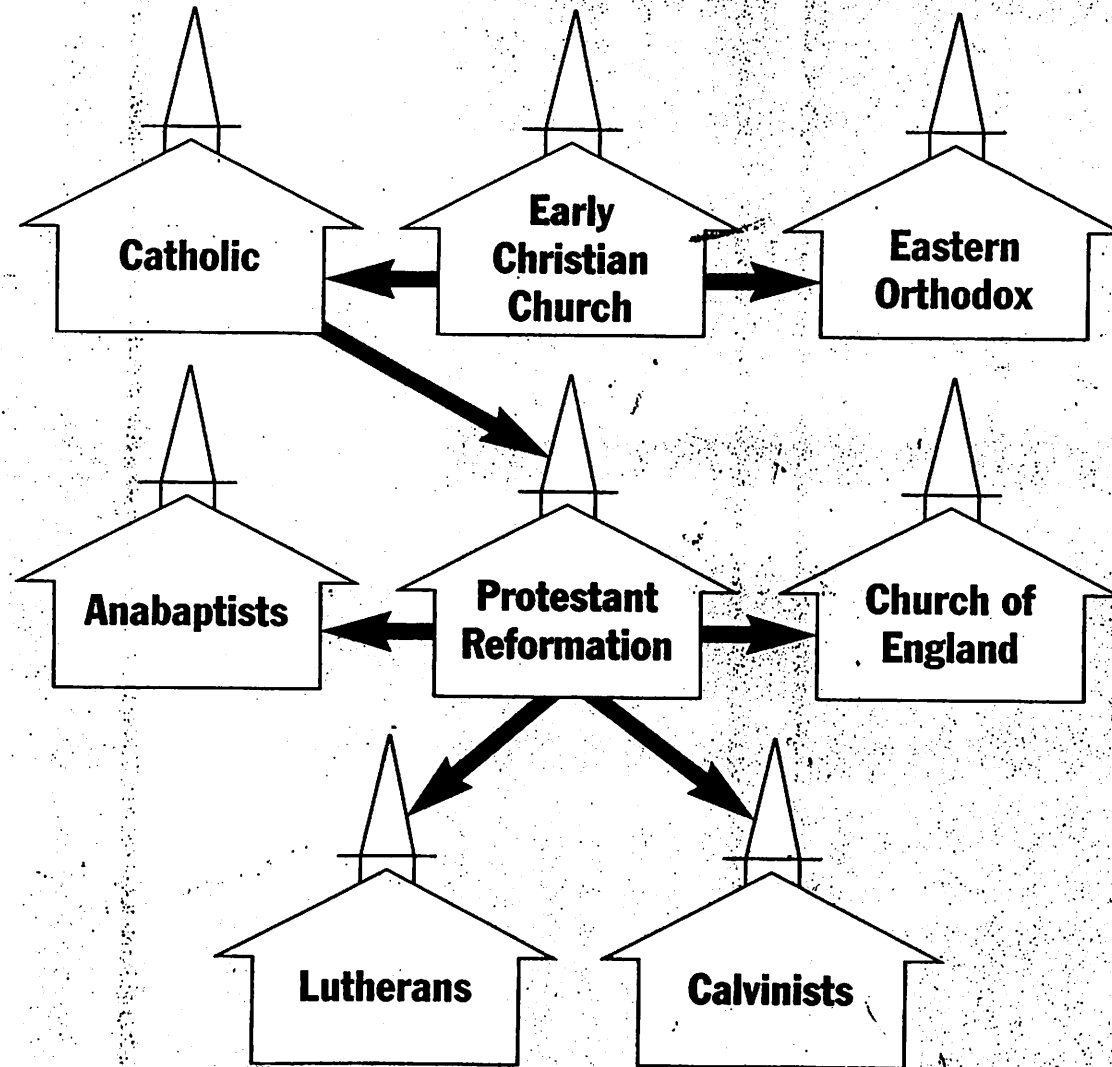 Catholic
Early
Christian
Church
Eastern
Orthodox
Anabaptists
Protestant
Reformation
Church of
England
Lutherans
Calvinists